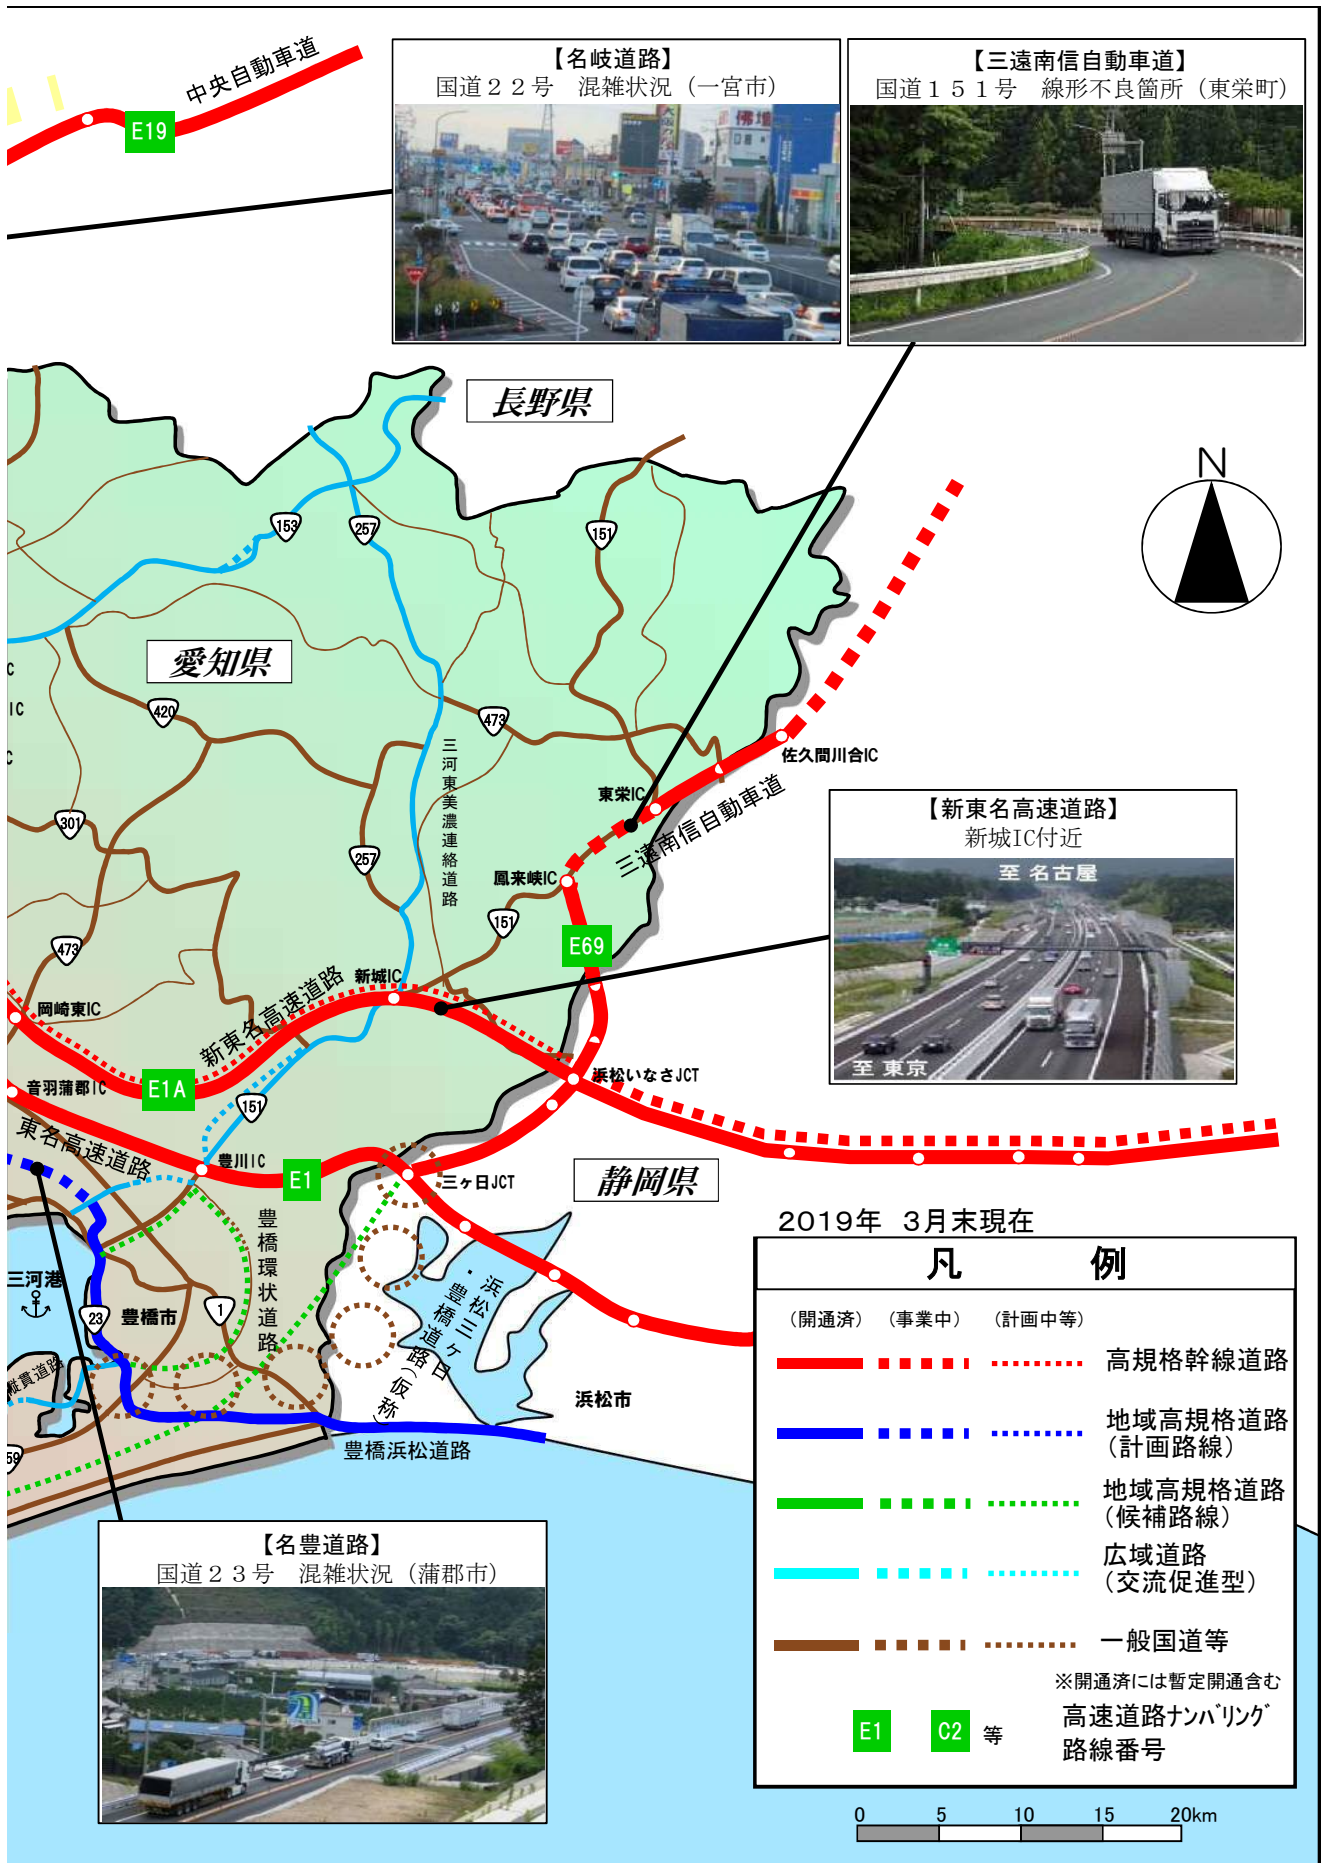 中央自動車道
E19
【名岐道路】
国道22号 混雑状況 (一宮市)
【三遠南信自動車道】
国道151号 線形不良箇所 (東栄町)
長野県
N
153
257
151
愛知県
C
IC
C
420
473
三河東美濃連絡道路
佐久間川合IC
東栄IC
三遠南信自動車道
301
257
鳳来峡IC
151
E69
473
【新東名高速道路】
新城IC付近
至 名古屋
至 東京
新城IC
岡崎東IC
新東名高速道路
E1A
音羽蒲郡IC
浜松いなさJCT
151
東名高速道路
豊川IC
E1
三ヶ日JCT
静岡県
豊橋環状道路
三河港
23
豊橋市
1
浜松三ヶ日
・豊橋道路(仮称)
縦貫道路
浜松市
59
豊橋浜松道路
2019年 3月末現在
凡 例
(開通済) (事業中) (計画中等)
高規格幹線道路
地域高規格道路
(計画路線)
地域高規格道路
(候補路線)
広域道路
(交流促進型)
一般国道等
※開通済には暫定開通含む
E1 C2 等
高速道路ナンバリング
路線番号
【名豊道路】
国道23号 混雑状況 (蒲郡市)
0 5 10 15 20km